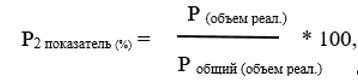 P (объем реал.)
P2 показатель (%) = * 100,
P общий (объем реал.)